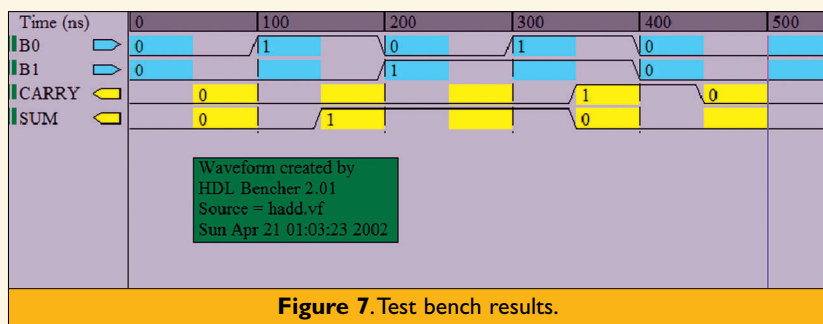 Time (ns) 0 100 200 300 400 500
B0 0 1 0 1 0
B1 0 1 0
CARRY 0 1 0
SUM 0 1 0
Waveform created by
HDL Bencher 2.01
Source = hadd.vf
Sun Apr 21 01:03:23 2002
Figure 7. Test bench results.